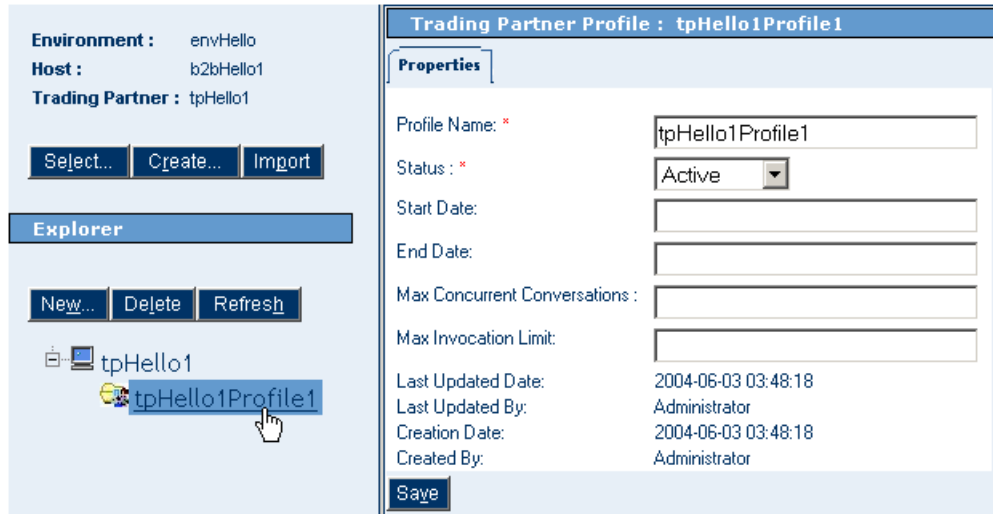 Environment : envHello
Host : b2bHello1
Trading Partner : tpHello1
Select... Create... Import
Explorer
New... Delete Refresh
tpHello1
tpHello1Profile1
Trading Partner Profile : tpHello1Profile1
Properties
Profile Name: * tpHello1Profile1
Status : * Active
Start Date:
End Date:
Max Concurrent Conversations :
Max Invocation Limit:
Last Updated Date: 2004-06-03 03:48:18
Last Updated By: Administrator
Creation Date: 2004-06-03 03:48:18
Created By: Administrator
Save